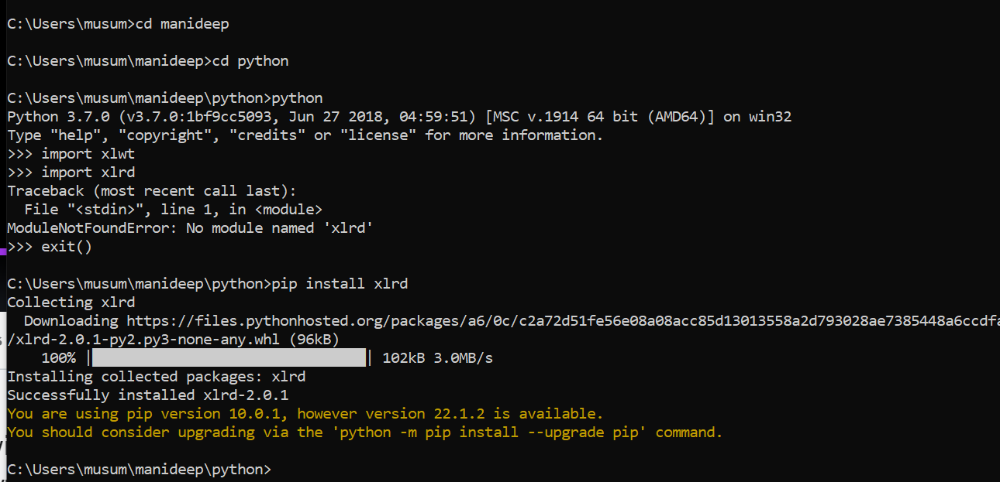 C:\Users\musum>cd manideep
C:\Users\musum\manideep>cd python
C:\Users\musum\manideep\python>python
Python 3.7.0 (v3.7.0:1bf9cc5093, Jun 27 2018, 04:59:51) [MSC v.1914 64 bit (AMD64)] on win32
Type "help", "copyright", "credits" or "license" for more information.
>>> import xlwt
>>> import xlrd
Traceback (most recent call last):
  File "<stdin>", line 1, in <module>
ModuleNotFoundError: No module named 'xlrd'
>>> exit()
C:\Users\musum\manideep\python>pip install xlrd
Collecting xlrd
  Downloading https://files.pythonhosted.org/packages/a6/0c/c2a72d51fe56e08a08acc85d13013558a2d793028ae7385448a6ccdfa
/xlrd-2.0.1-py2.py3-none-any.whl (96kB)
    100% |████████████████████████████████| 102kB 3.0MB/s
Installing collected packages: xlrd
Successfully installed xlrd-2.0.1
You are using pip version 10.0.1, however version 22.1.2 is available.
You should consider upgrading via the 'python -m pip install --upgrade pip' command.
C:\Users\musum\manideep\python>